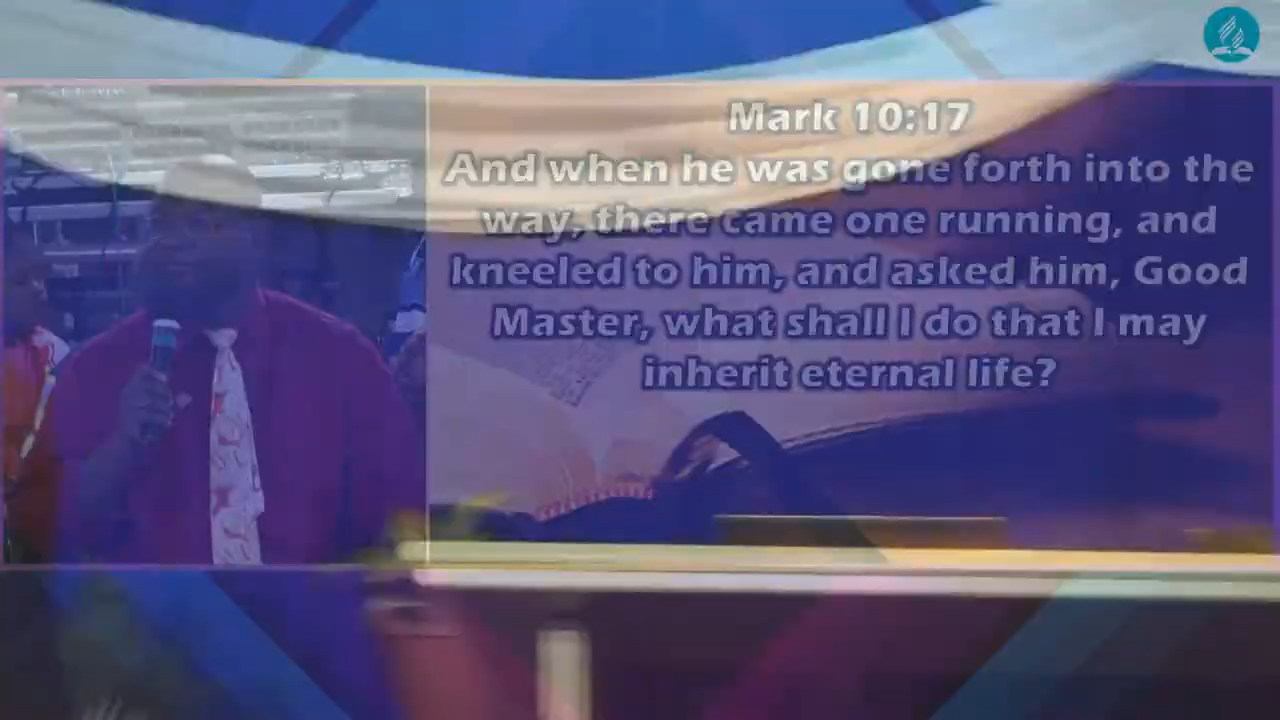 Mark 10:17
And when he was gone forth into the
way, there came one running, and
kneeled to him, and asked him, Good
Master, what shall I do that I may
inherit eternal life?